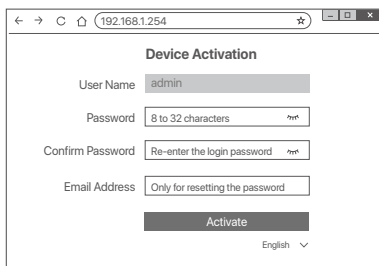 192.168.1.254
Device Activation
User Name admin
Password 8 to 32 characters
Confirm Password Re-enter the login password
Email Address Only for resetting the password
Activate
English